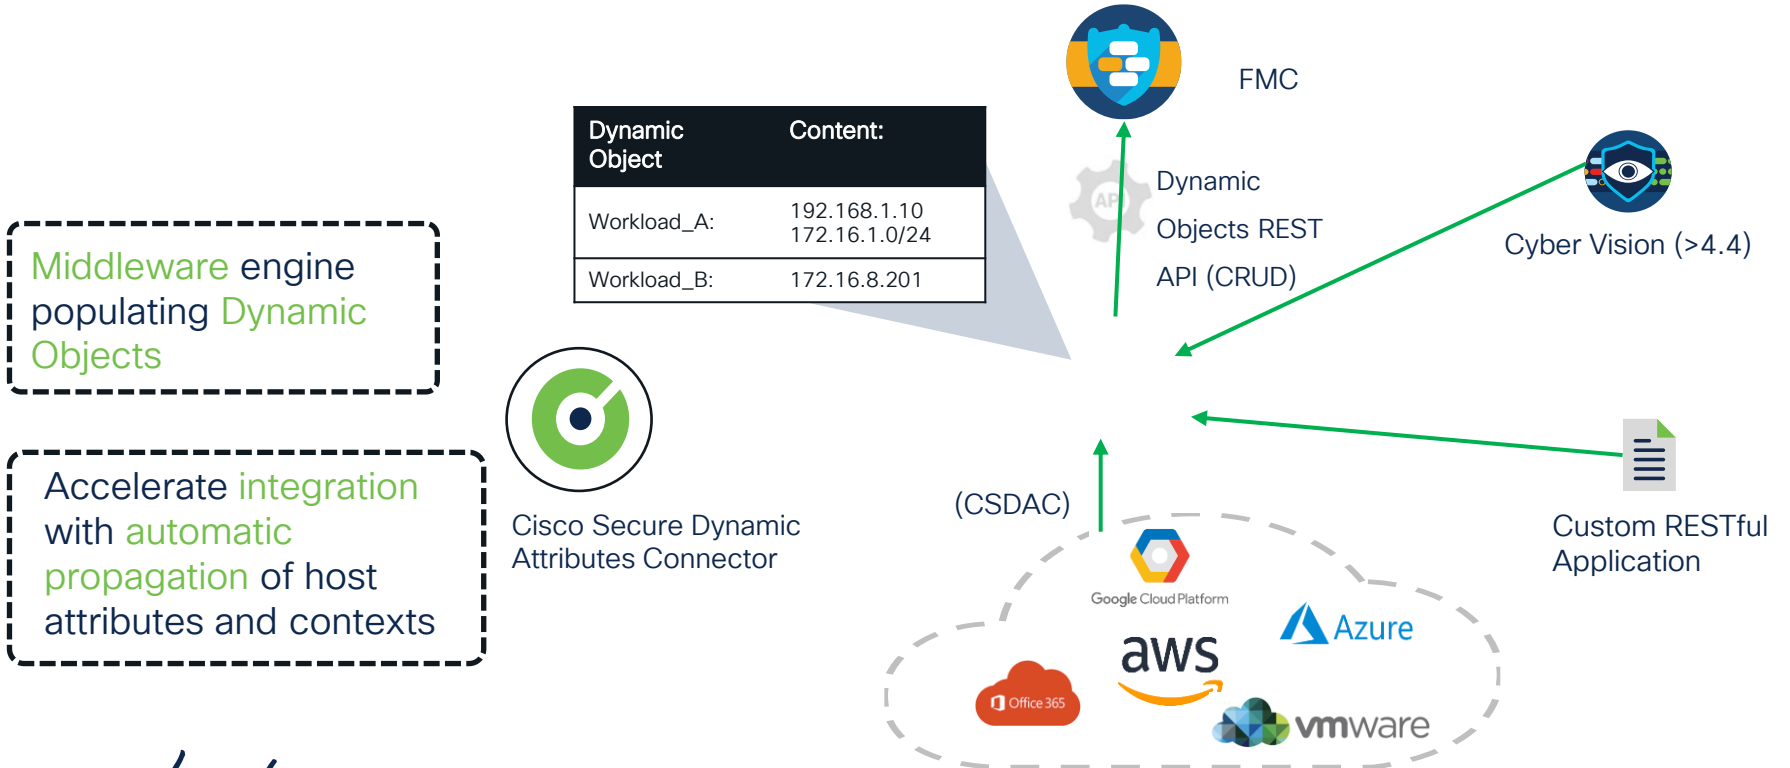 FMC
Dynamic Object
Content:
Workload_A:
192.168.1.10
172.16.1.0/24
Workload_B:
172.16.8.201
API
Dynamic
Objects REST
API (CRUD)
Cyber Vision (>4.4)
Middleware engine
populating Dynamic
Objects
Accelerate integration
with automatic
propagation of host
attributes and contexts
Cisco Secure Dynamic
Attributes Connector
(CSDAC)
Custom RESTful
Application
Google Cloud Platform
Azure
aws
Office 365
vmware